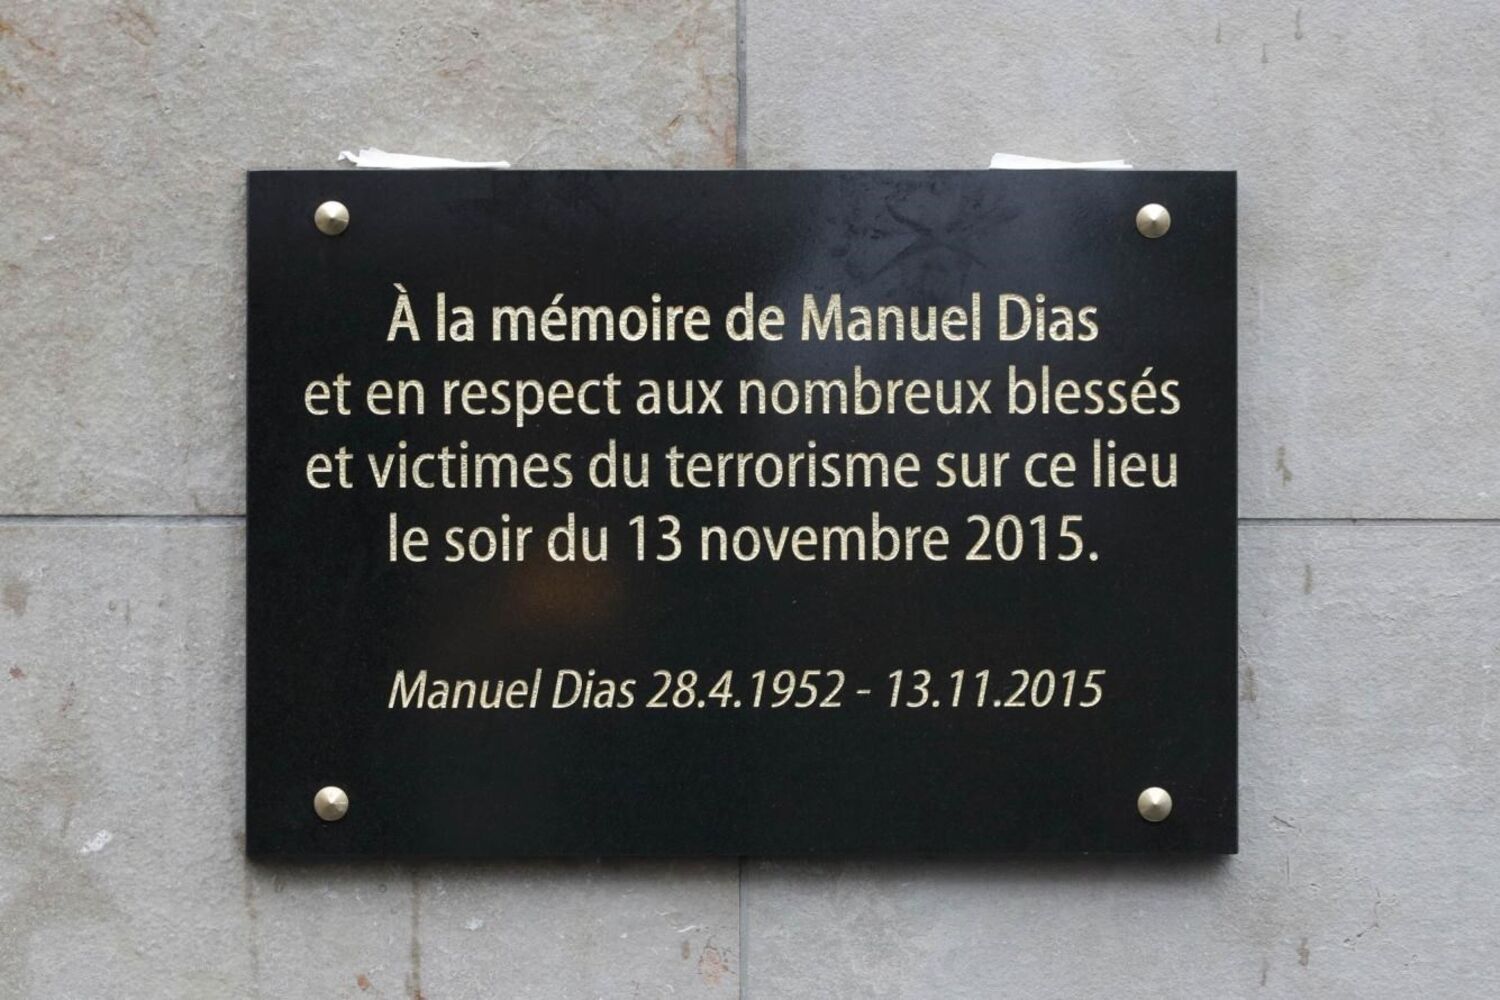 À la mémoire de Manuel Dias
et en respect aux nombreux blessés
et victimes du terrorisme sur ce lieu
le soir du 13 novembre 2015.
Manuel Dias 28.4.1952 - 13.11.2015